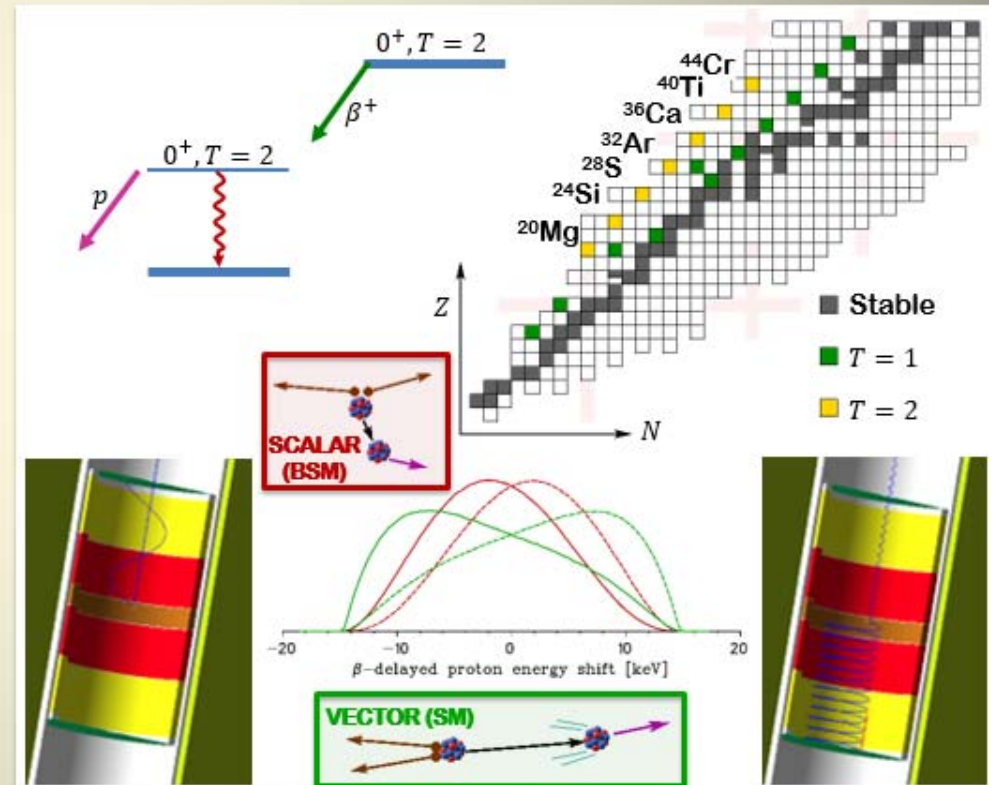 0⁺, T = 2
β⁺
0⁺, T = 2
p
⁴⁴Cr
⁴⁰Ti
³⁶Ca
³²Ar
²⁸S
²⁴Si
²⁰Mg
Z
N
Stable
T = 1
T = 2
SCALAR
(BSM)
-20 -10 0 10 20
β-delayed proton energy shift [keV]
VECTOR (SM)